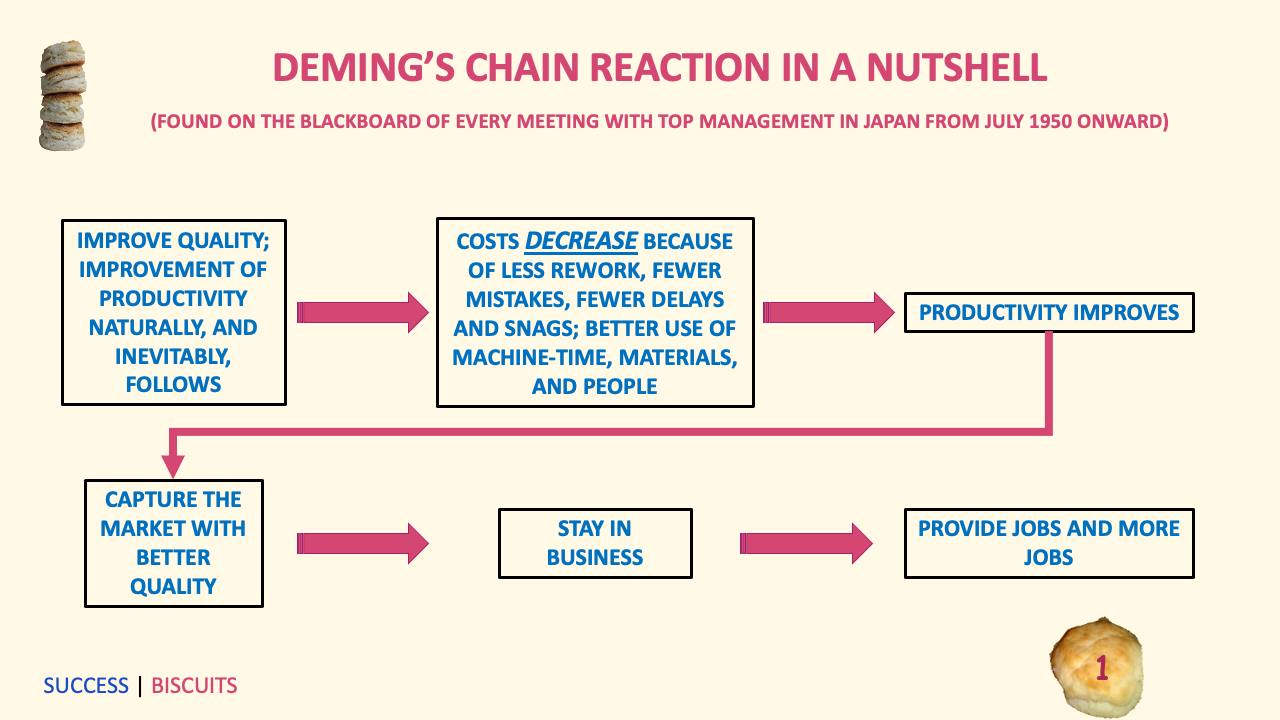 DEMING’S CHAIN REACTION IN A NUTSHELL
(FOUND ON THE BLACKBOARD OF EVERY MEETING WITH TOP MANAGEMENT IN JAPAN FROM JULY 1950 ONWARD)
IMPROVE QUALITY;
IMPROVEMENT OF
PRODUCTIVITY
NATURALLY, AND
INEVITABLY,
FOLLOWS
COSTS DECREASE BECAUSE
OF LESS REWORK, FEWER
MISTAKES, FEWER DELAYS
AND SNAGS; BETTER USE OF
MACHINE-TIME, MATERIALS,
AND PEOPLE
PRODUCTIVITY IMPROVES
CAPTURE THE
MARKET WITH
BETTER
QUALITY
STAY IN
BUSINESS
PROVIDE JOBS AND MORE
JOBS
SUCCESS | BISCUITS
1